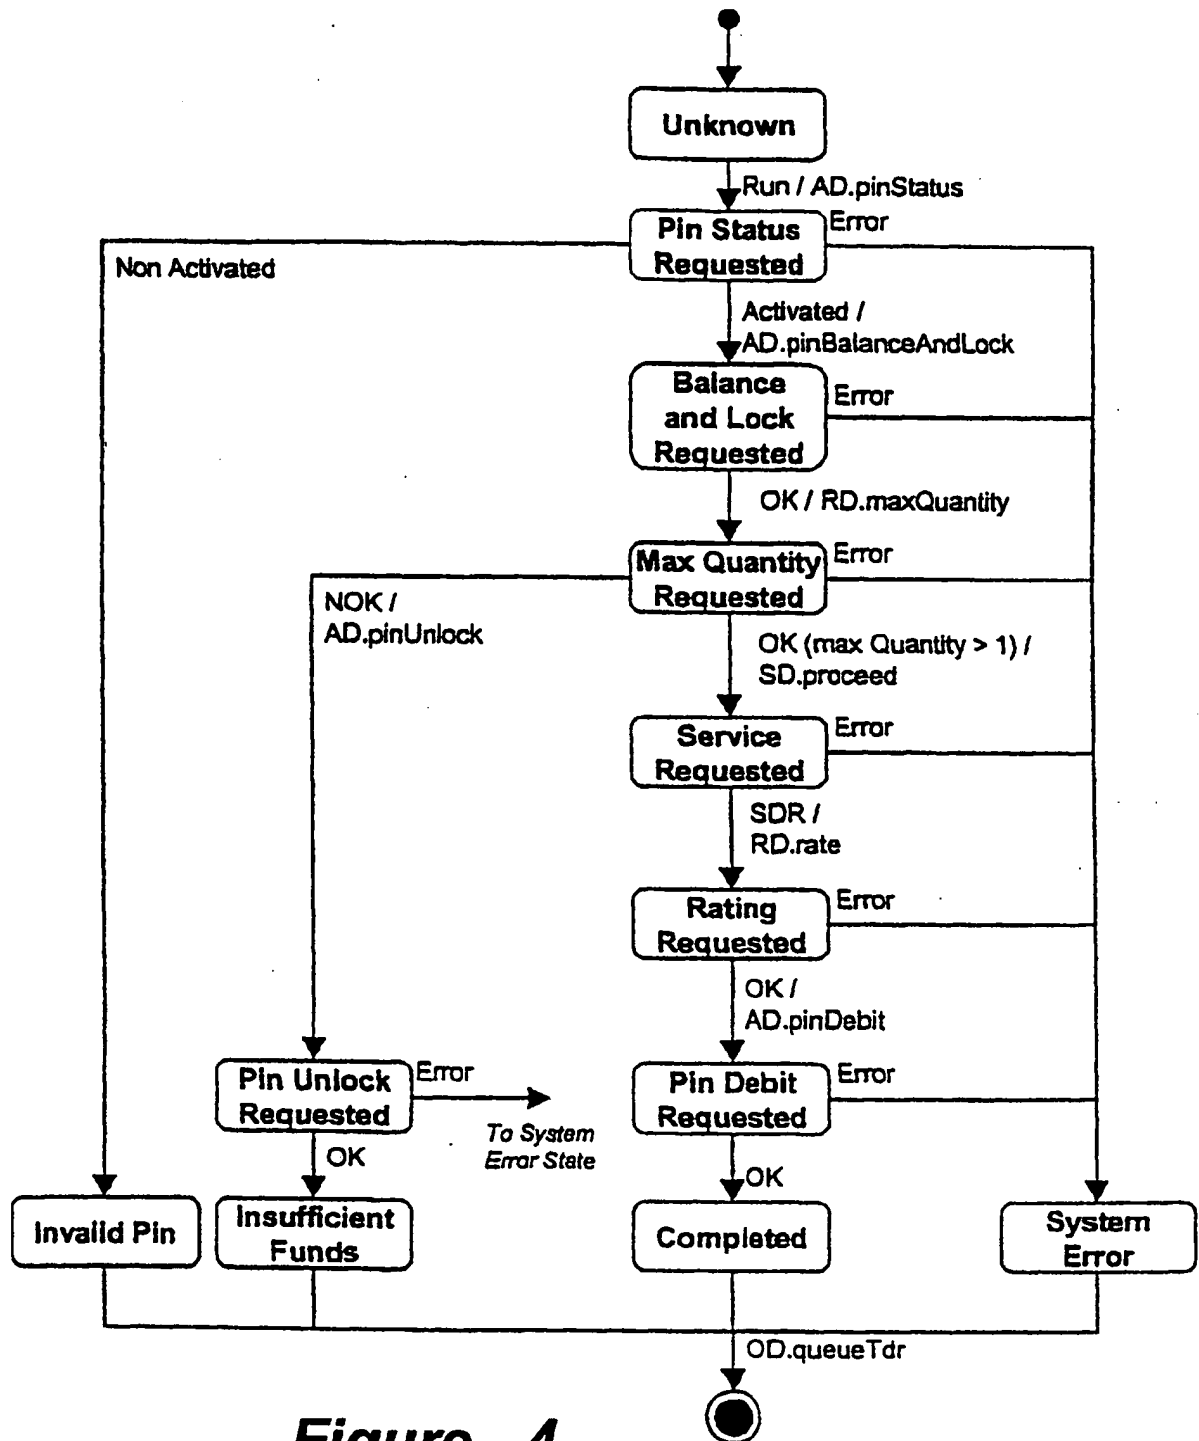 Unknown
Run / AD.pinStatus
Pin Status
Requested
Error
Non Activated
Activated /
AD.pinBalanceAndLock
Balance
and Lock
Requested
Error
OK / RD.maxQuantity
Max Quantity
Requested
Error
NOK /
AD.pinUnlock
OK (max Quantity > 1) /
SD.proceed
Service
Requested
Error
SDR /
RD.rate
Rating
Requested
Error
OK /
AD.pinDebit
Pin Unlock
Requested
Error
To System
Error State
OK
Pin Debit
Requested
Error
OK
Invalid Pin
Insufficient
Funds
Completed
System
Error
OD.queueTdr
Figure 4